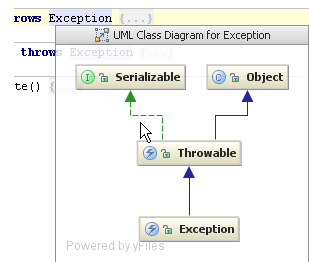 rows Exception {...}
UML Class Diagram for Exception
throws Exception {...}
I Serializable
C Object
te() {...}
Throwable
Exception
Powered by yFiles